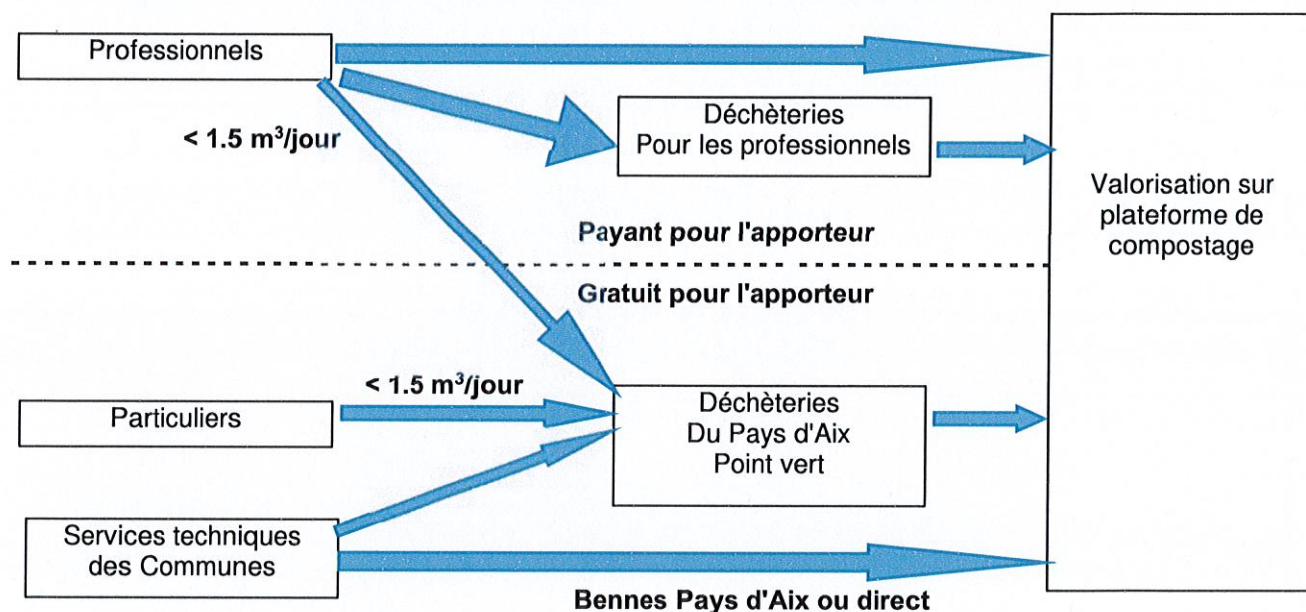 Professionnels
< 1.5 m³/jour
Déchèteries
Pour les professionnels
Payant pour l'apporteur
Gratuit pour l'apporteur
Valorisation sur
plateforme de
compostage
< 1.5 m³/jour
Particuliers
Déchèteries
Du Pays d'Aix
Point vert
Services techniques
des Communes
Bennes Pays d'Aix ou direct